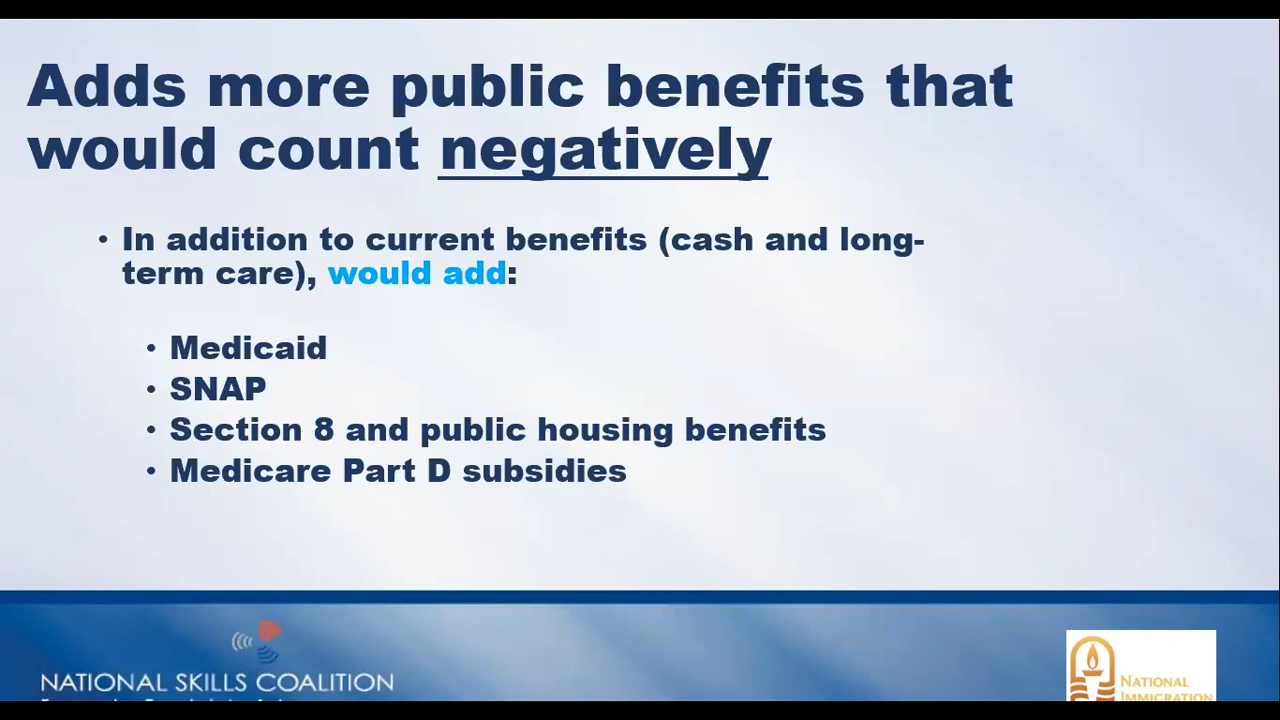 Adds more public benefits that
would count negatively
• In addition to current benefits (cash and long-
term care), would add:
• Medicaid
• SNAP
• Section 8 and public housing benefits
• Medicare Part D subsidies
NATIONAL SKILLS COALITION
NATIONAL
IMMIGRATION